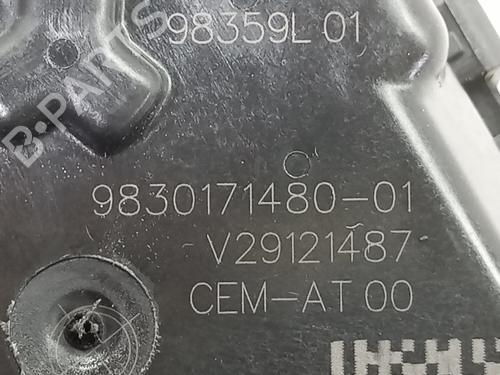 98359L 01
B-PARTS
9830171480-01
V29121487
CEM-AT 00